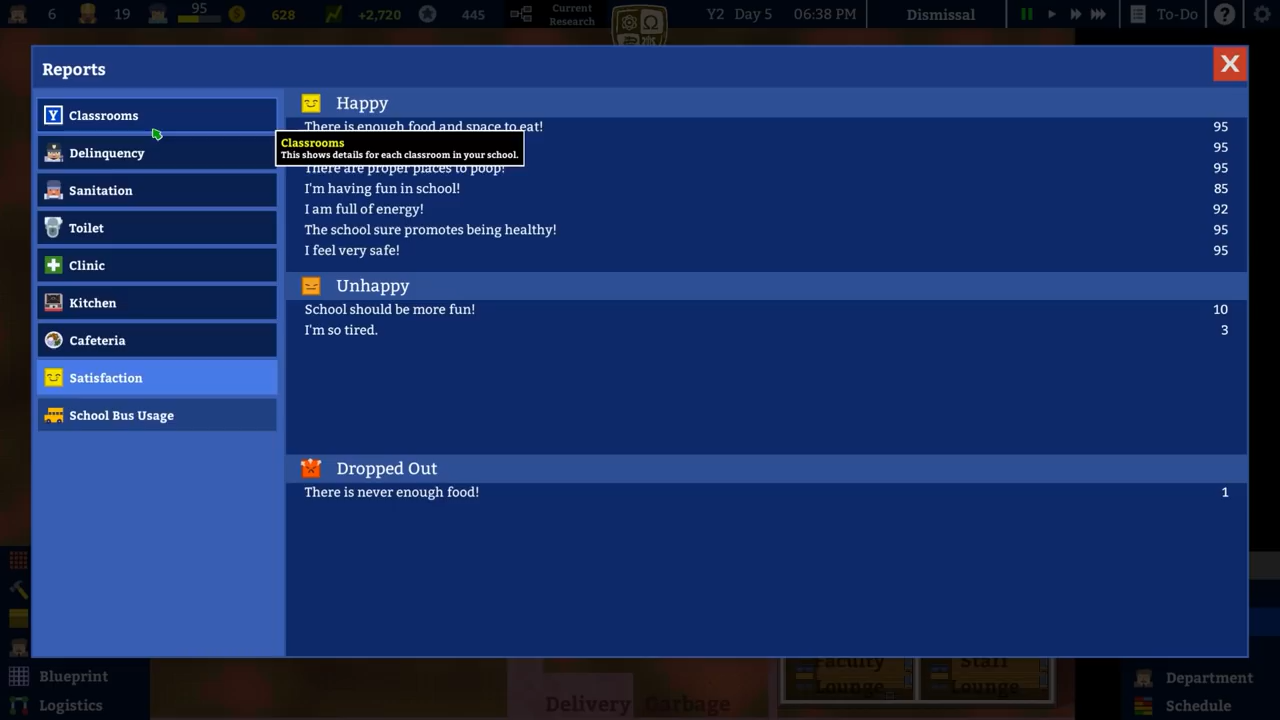 6 19 95 628 +2,720 445 Current Research Y2 Day 5 06:38 PM Dismissal To-Do ?
Reports X
Classrooms
Delinquency
Sanitation
Toilet
Clinic
Kitchen
Cafeteria
Satisfaction
School Bus Usage
Happy
There is enough food and space to eat! 95
Classrooms
This shows details for each classroom in your school.
95
There are proper places to poop! 95
I'm having fun in school! 85
I am full of energy! 92
The school sure promotes being healthy! 95
I feel very safe! 95
Unhappy
School should be more fun! 10
I'm so tired. 3
Dropped Out
There is never enough food! 1
Blueprint
Logistics
Delivery Garbage
Faculty Lounge
Staff Lounge
Department
Schedule